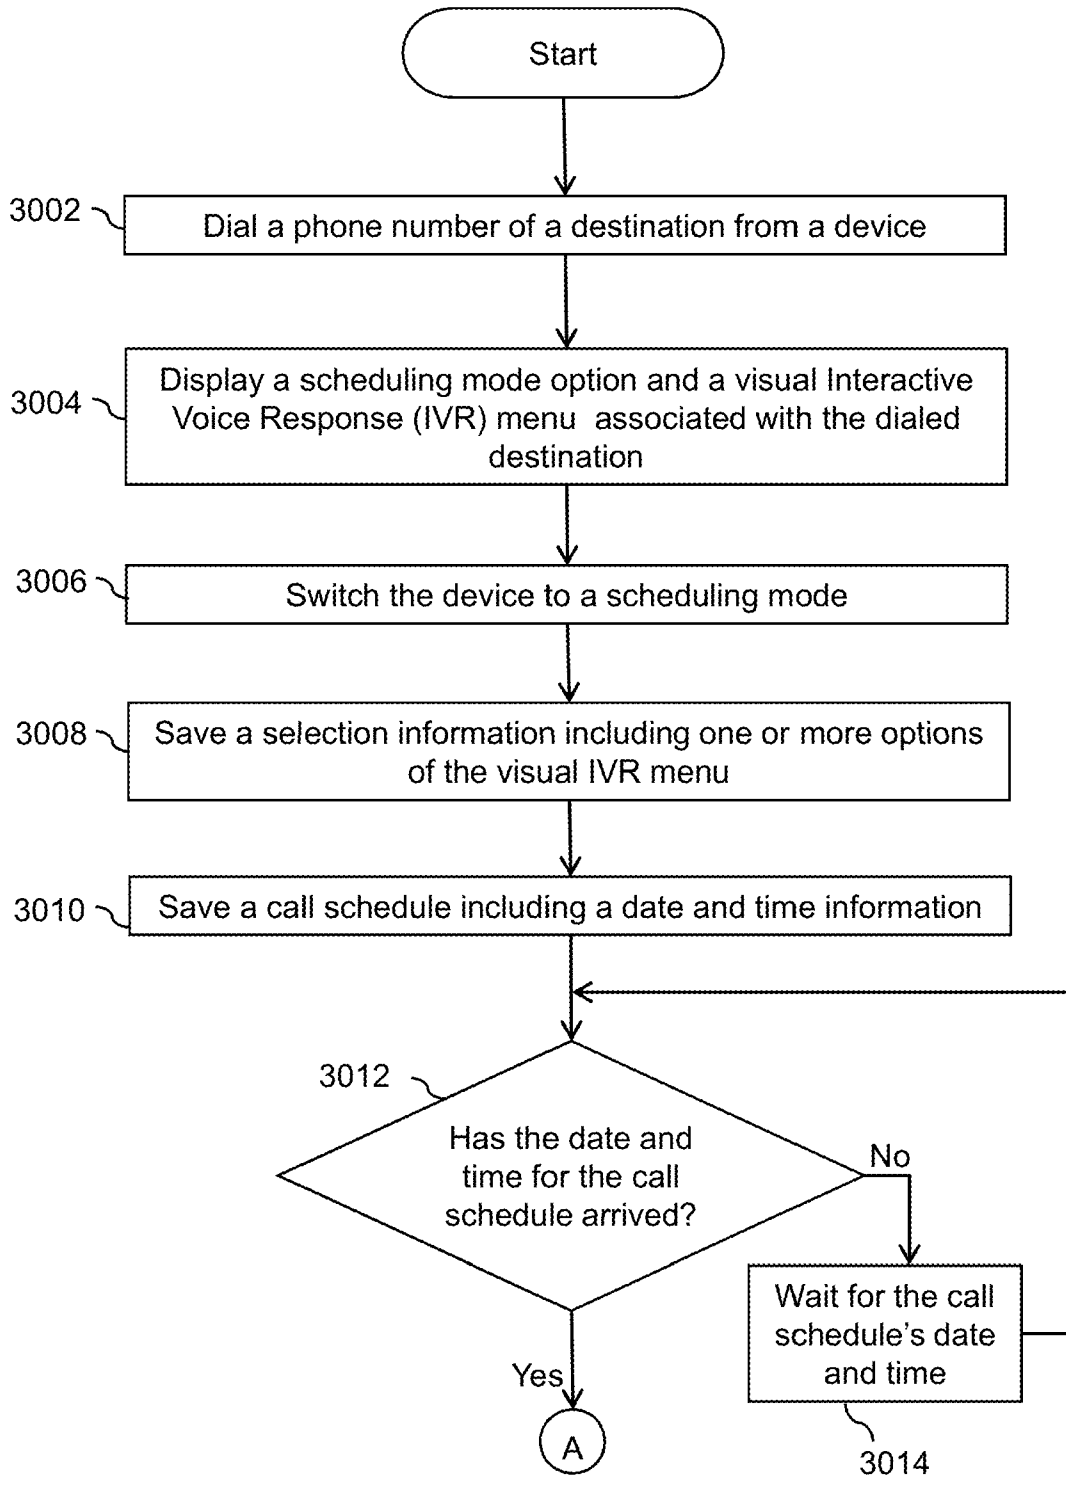 Start
3002
Dial a phone number of a destination from a device
3004
Display a scheduling mode option and a visual Interactive
Voice Response (IVR) menu associated with the dialed
destination
3006
Switch the device to a scheduling mode
3008
Save a selection information including one or more options
of the visual IVR menu
3010
Save a call schedule including a date and time information
3012
Has the date and
time for the call
schedule arrived?
No
Wait for the call
schedule's date
and time
Yes
A
3014